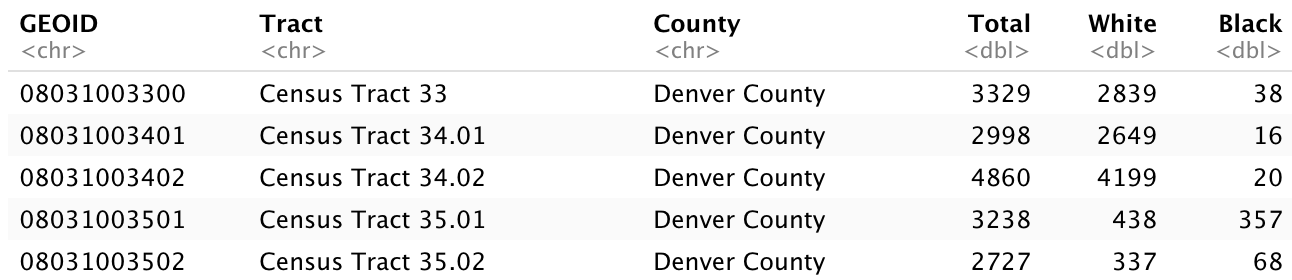 GEOID Tract County Total White Black
<chr> <chr> <chr> <dbl> <dbl> <dbl>
08031003300 Census Tract 33 Denver County 3329 2839 38
08031003401 Census Tract 34.01 Denver County 2998 2649 16
08031003402 Census Tract 34.02 Denver County 4860 4199 20
08031003501 Census Tract 35.01 Denver County 3238 438 357
08031003502 Census Tract 35.02 Denver County 2727 337 68